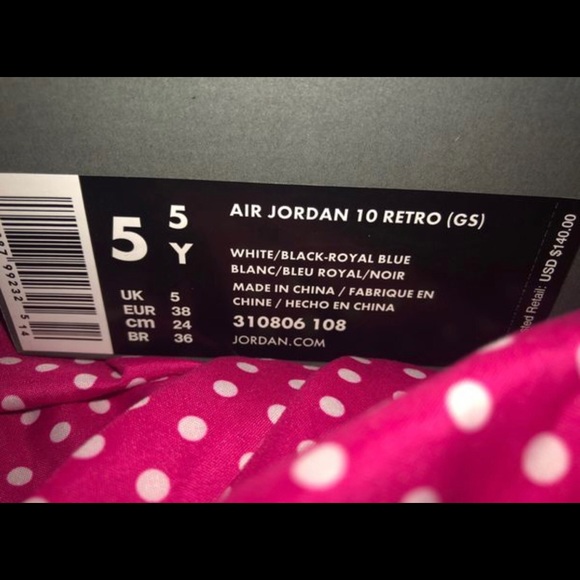 5
5
Y
UK 5
EUR 38
cm 24
BR 36
AIR JORDAN 10 RETRO (GS)
WHITE/BLACK-ROYAL BLUE
BLANC/BLEU ROYAL/NOIR
MADE IN CHINA / FABRIQUE EN
CHINE / HECHO EN CHINA
310806 108
JORDAN.COM
Retail: USD $140.00
99232 514